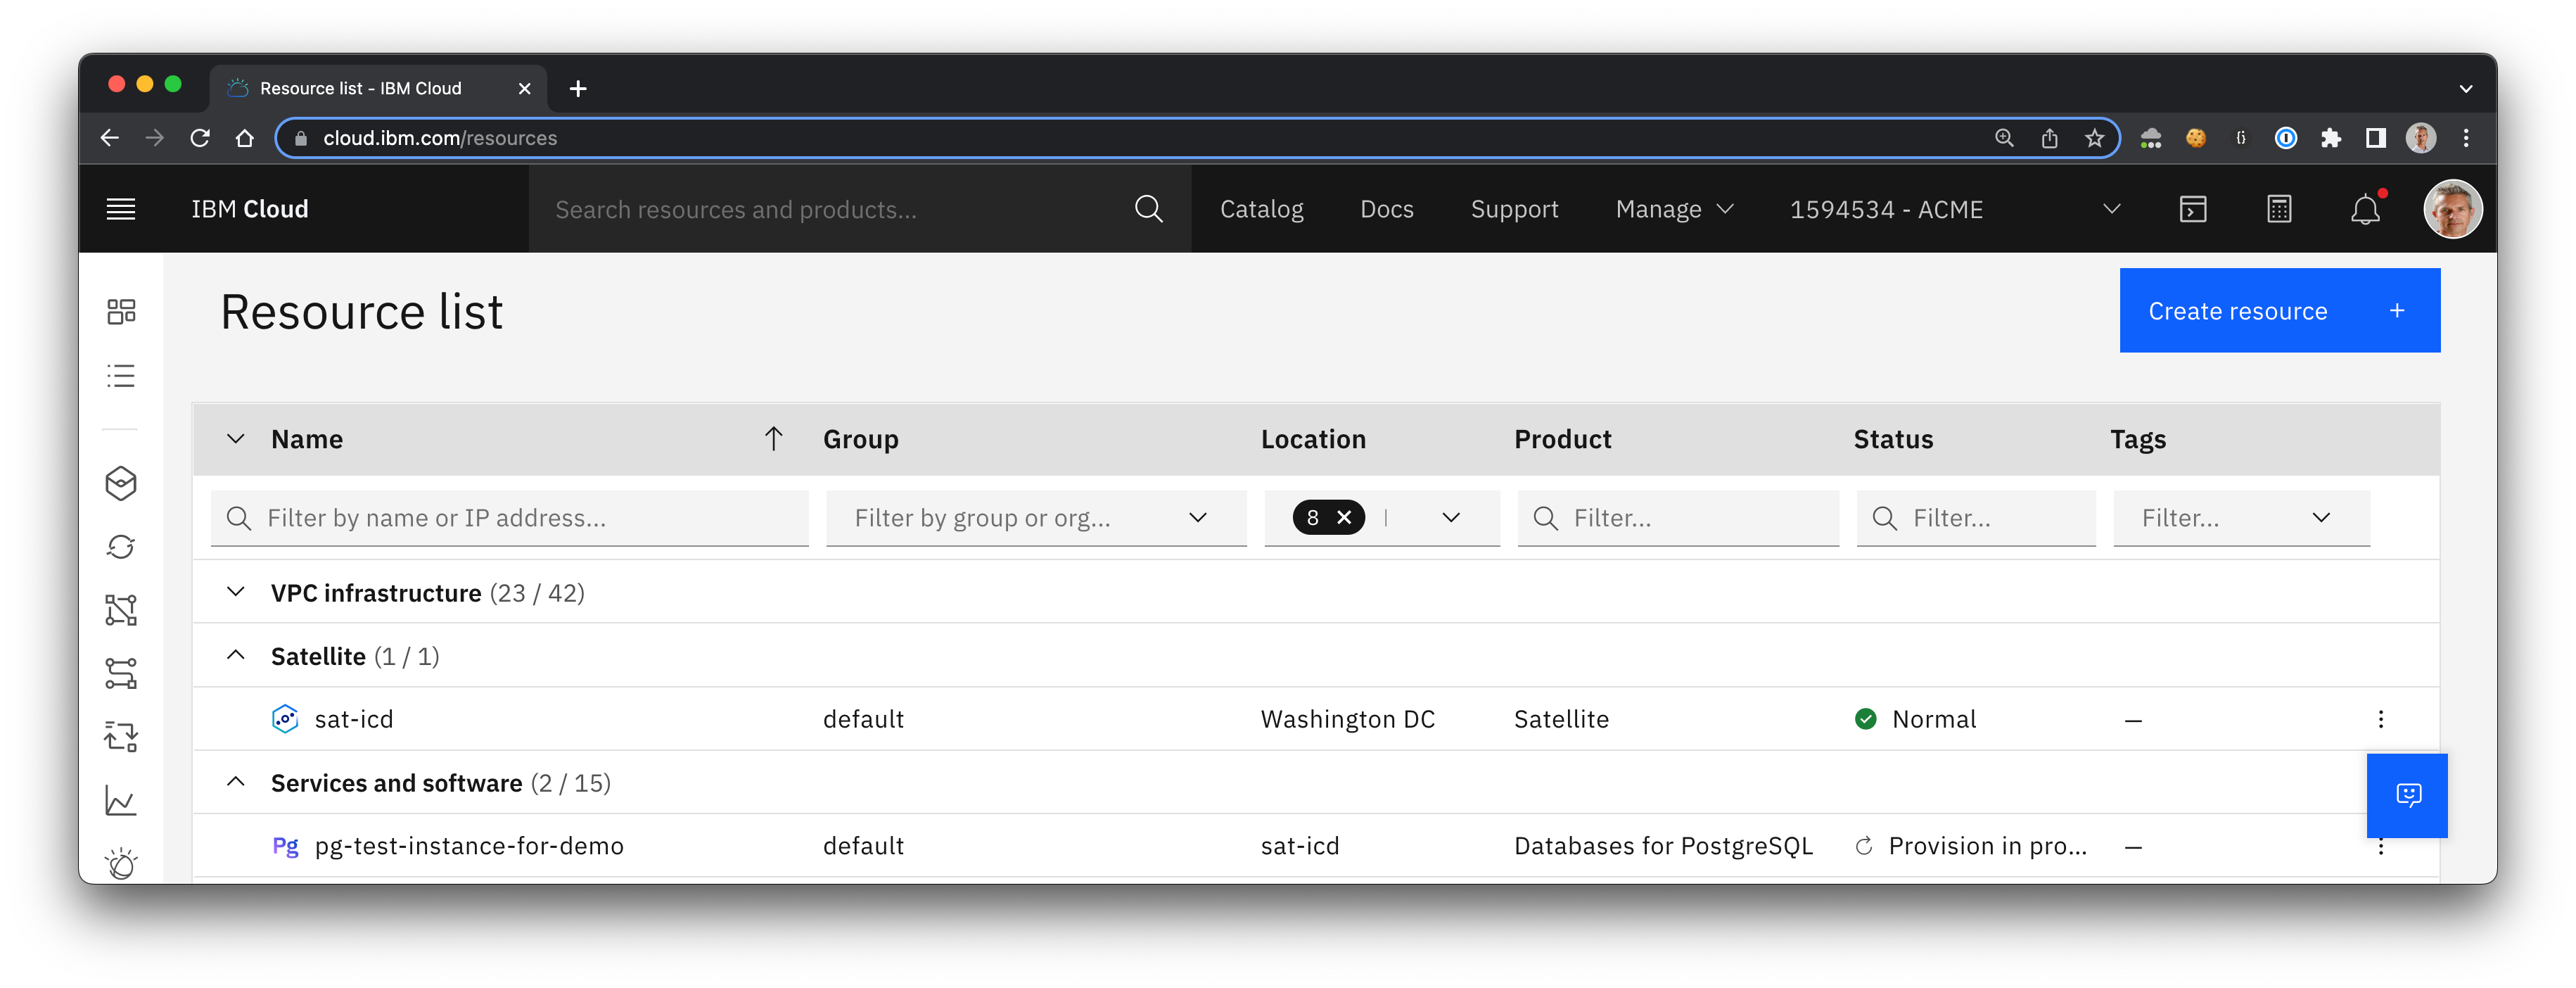 Resource list - IBM Cloud
cloud.ibm.com/resources
IBM Cloud
Search resources and products...
Catalog
Docs
Support
Manage
1594534 - ACME
Resource list
Create resource +
Name
Group
Location
Product
Status
Tags
Filter by name or IP address...
Filter by group or org...
8
Filter...
Filter...
Filter...
VPC infrastructure (23 / 42)
Satellite (1 / 1)
sat-icd
default
Washington DC
Satellite
Normal
—
Services and software (2 / 15)
Pg pg-test-instance-for-demo
default
sat-icd
Databases for PostgreSQL
Provision in pro...
—